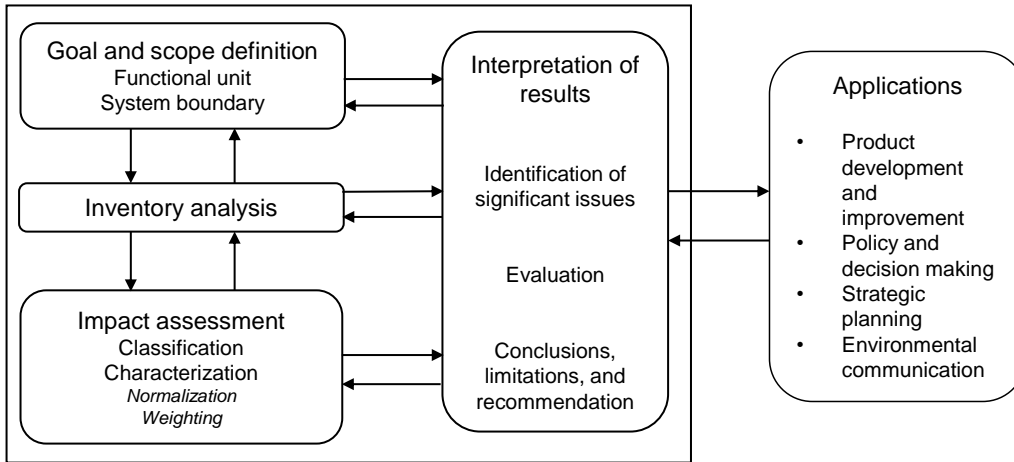 Goal and scope definition
Functional unit
System boundary
Inventory analysis
Impact assessment
Classification
Characterization
Normalization
Weighting
Interpretation of
results
Identification of
significant issues
Evaluation
Conclusions,
limitations, and
recommendation
Applications
• Product
development
and
improvement
• Policy and
decision making
• Strategic
planning
• Environmental
communication